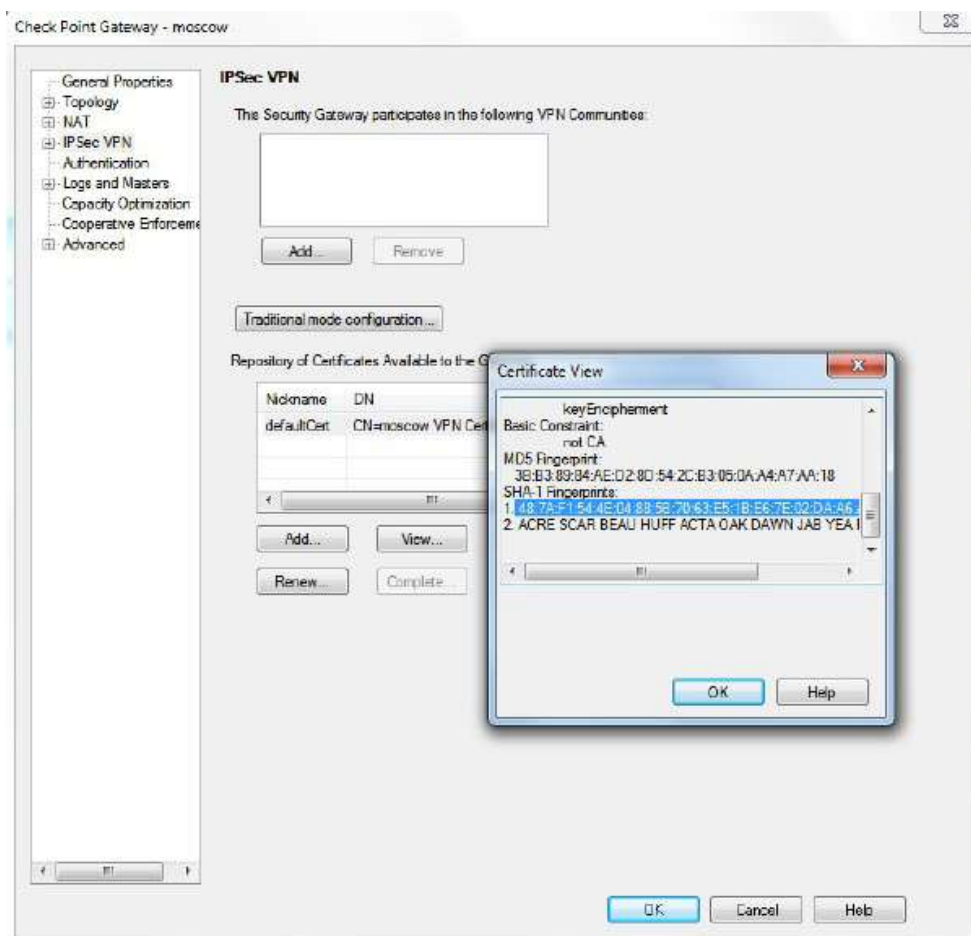 Check Point Gateway - moscow
General Properties
Topology
NAT
IPSec VPN
Authentication
Logs and Masters
Capacity Optimization
Cooperative Enforceme
Advanced
IPSec VPN
This Security Gateway participates in the following VPN Communities:
Add...
Remove
Traditional mode configuration ...
Repository of Certificates Available to the G
Nickname DN
defaultCert CN=moscow VPN Cert
Add...
View...
Renew...
Complete...
Certificate View
keyEncipherment
Basic Constraint:
not CA
MD5 Fingerprint:
3B:B3:89:84:AE:D2:8D:54:2C:B3:05:0A:A4:A7:AA:18
SHA-1 Fingerprints:
1. 48:7A:F1:54:4E:04:88:5B:70:63:E5:1B:E6:7E:02:DA:A6
2. ACRE SCAR BEAU HUFF ACTA OAK DAWN JAB YEA
OK
Help
OK
Cancel
Help